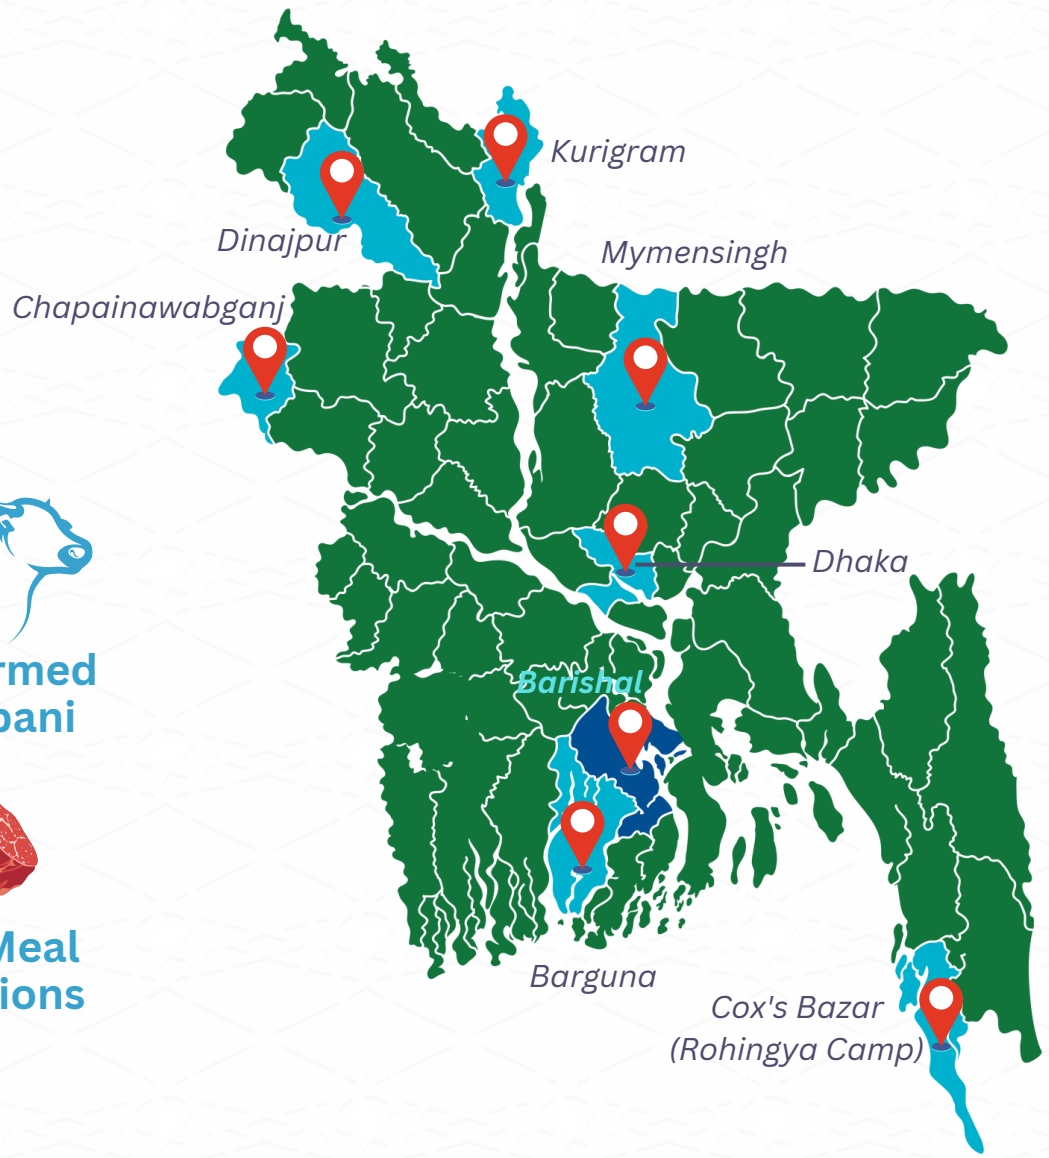 Kurigram
Dinajpur
Mymensingh
Chapainawabganj
Dhaka
rmed
pani
Barishal
Meal
ions
Barguna
Cox's Bazar
(Rohingya Camp)